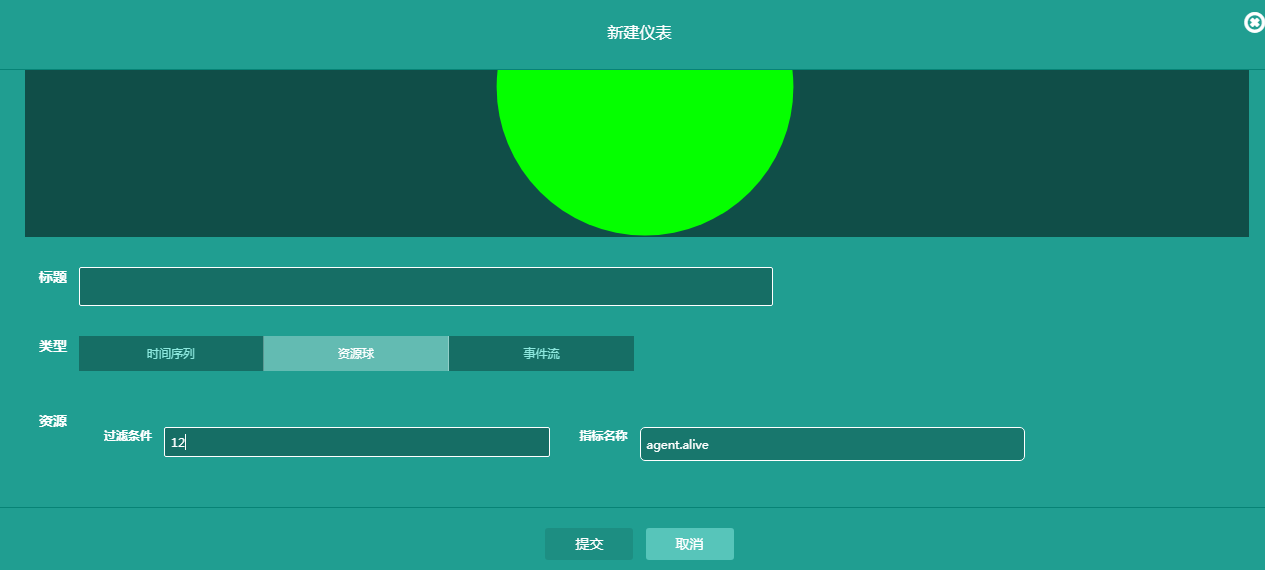 新建仪表
标题
类型 时间序列 资源球 事件流
资源
过滤条件 12 指标名称 agent.alive
提交 取消